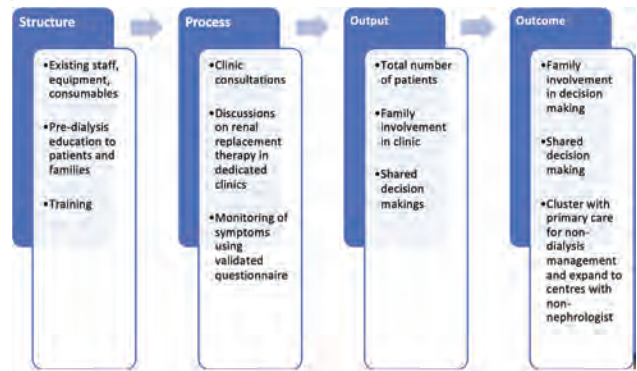 Structure
•Existing staff,
equipment,
consumables
•Pre-dialysis
education to
patients and
families
•Training
Process
•Clinic
consultations
•Discussions
on renal
replacement
therapy in
dedicated
clinics
•Monitoring of
symptoms
using
validated
questionnaire
Output
•Total number
of patients
•Family
involvement
in clinic
•Shared
decision
makings
Outcome
•Family
involvement
in decision
making
•Shared
decision
making
•Cluster with
primary care
for non-
dialysis
management
and expand to
centres with
non-
nephrologist